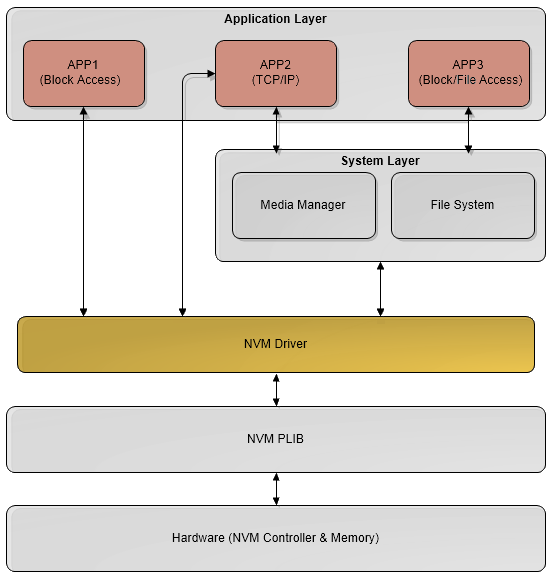 Application Layer
APP1
(Block Access)
APP2
(TCP/IP)
APP3
(Block/File Access)
System Layer
Media Manager
File System
NVM Driver
NVM PLIB
Hardware (NVM Controller & Memory)